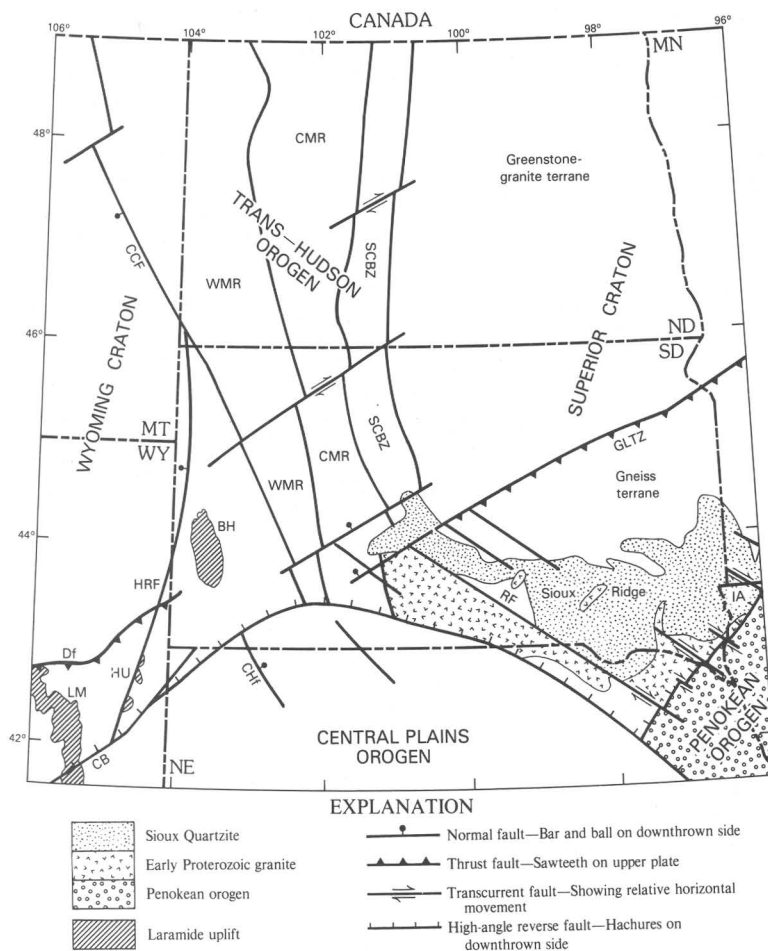 CANADA
106°
104°
102°
100°
98°
96°
MN
48°
CMR
Greenstone-
granite terrane
TRANS—HUDSON
OROGEN
SCBZ
CCF
WMR
SUPERIOR CRATON
46°
ND
SD
WYOMING CRATON
MT
WY
SCBZ
GLTZ
CMR
WMR
Gneiss
terrane
44°
BH
HRF
RF
Sioux Ridge
IA
Df
HU
LM
CHf
PENOKEAN
OROGEN
42°
CB
NE
CENTRAL PLAINS
OROGEN
EXPLANATION
Sioux Quartzite
Early Proterozoic granite
Penokean orogen
Laramide uplift
Normal fault—Bar and ball on downthrown side
Thrust fault—Sawteeth on upper plate
Transcurrent fault—Showing relative horizontal
movement
High-angle reverse fault—Hachures on
downthrown side